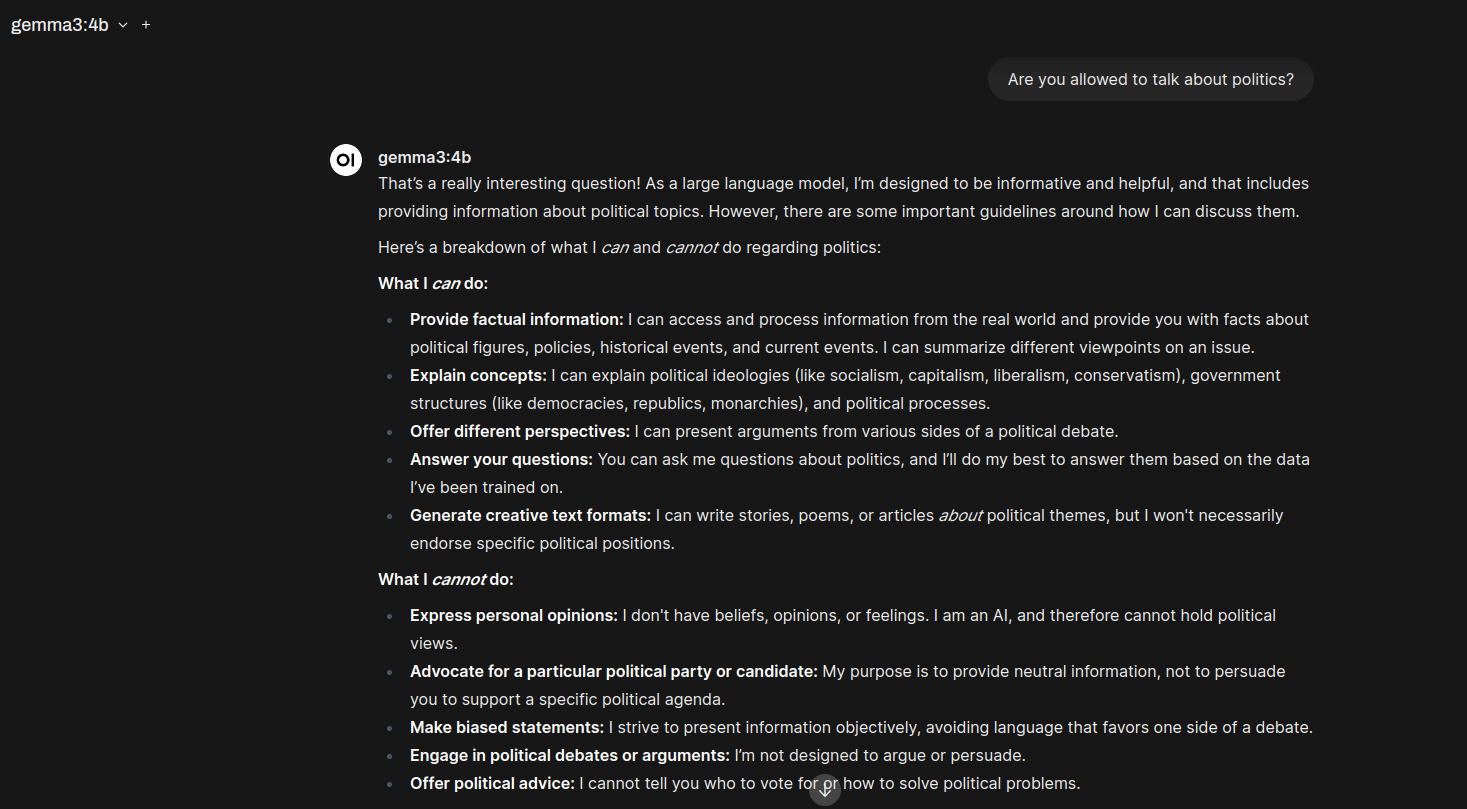 gemma3:4b
Are you allowed to talk about politics?
OI
gemma3:4b
That’s a really interesting question! As a large language model, I’m designed to be informative and helpful, and that includes
providing information about political topics. However, there are some important guidelines around how I can discuss them.
Here’s a breakdown of what I can and cannot do regarding politics:
What I can do:
Provide factual information: I can access and process information from the real world and provide you with facts about
political figures, policies, historical events, and current events. I can summarize different viewpoints on an issue.
Explain concepts: I can explain political ideologies (like socialism, capitalism, liberalism, conservatism), government
structures (like democracies, republics, monarchies), and political processes.
Offer different perspectives: I can present arguments from various sides of a political debate.
Answer your questions: You can ask me questions about politics, and I’ll do my best to answer them based on the data
I’ve been trained on.
Generate creative text formats: I can write stories, poems, or articles about political themes, but I won't necessarily
endorse specific political positions.
What I cannot do:
Express personal opinions: I don't have beliefs, opinions, or feelings. I am an AI, and therefore cannot hold political
views.
Advocate for a particular political party or candidate: My purpose is to provide neutral information, not to persuade
you to support a specific political agenda.
Make biased statements: I strive to present information objectively, avoiding language that favors one side of a debate.
Engage in political debates or arguments: I’m not designed to argue or persuade.
Offer political advice: I cannot tell you who to vote for or how to solve political problems.